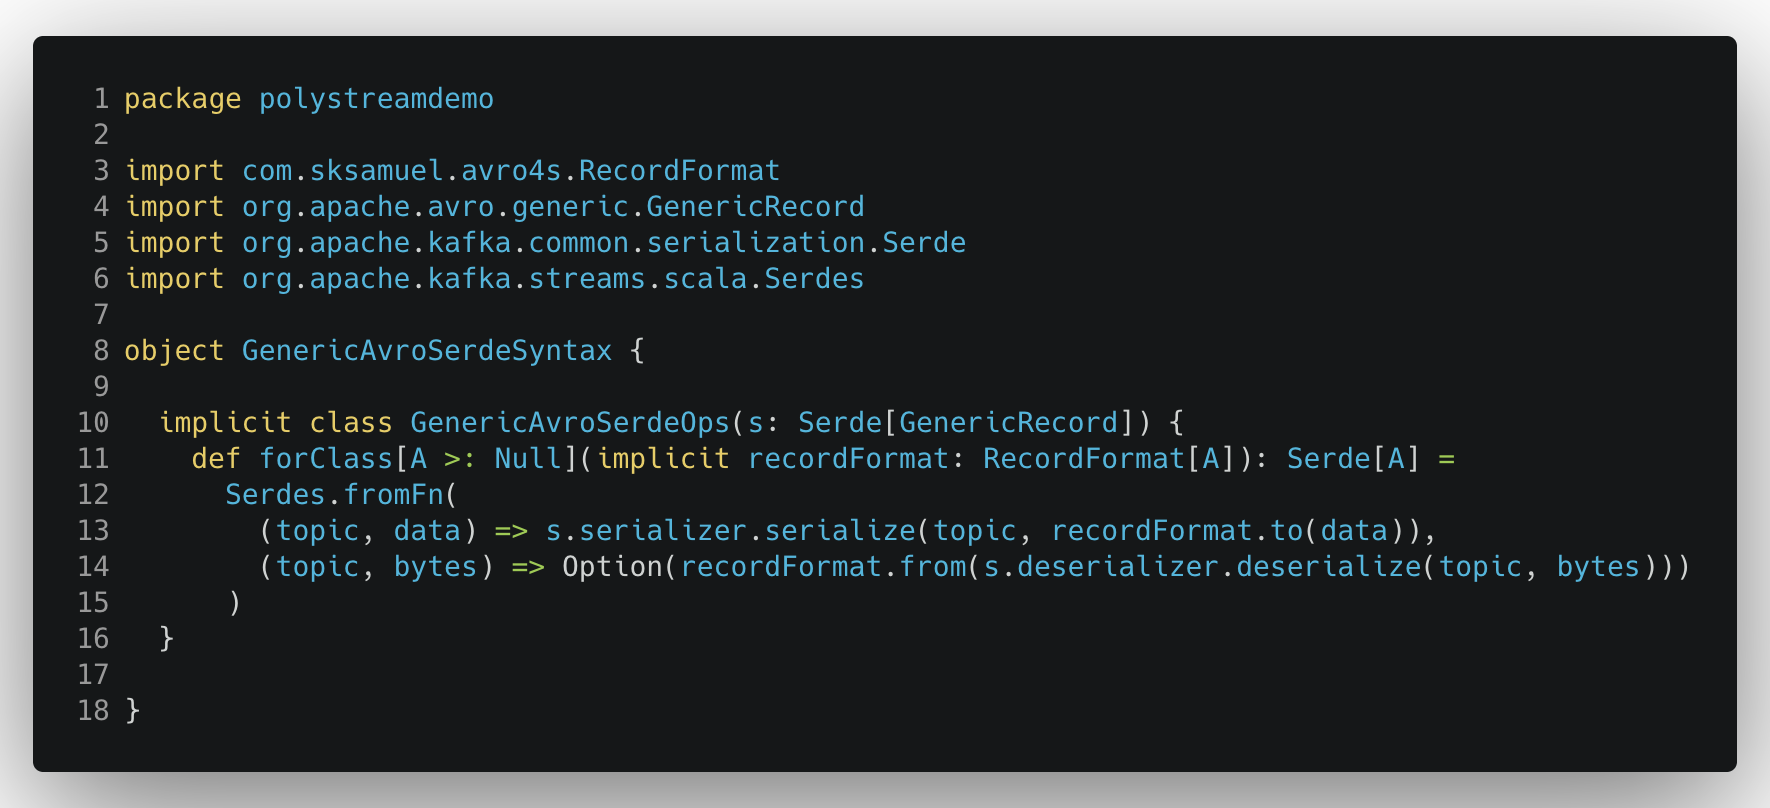 1 package polystreamdemo
2
3 import com.sksamuel.avro4s.RecordFormat
4 import org.apache.avro.generic.GenericRecord
5 import org.apache.kafka.common.serialization.Serde
6 import org.apache.kafka.streams.scala.Serdes
7
8 object GenericAvroSerdeSyntax {
9
10   implicit class GenericAvroSerdeOps(s: Serde[GenericRecord]) {
11     def forClass[A >: Null](implicit recordFormat: RecordFormat[A]): Serde[A] =
12       Serdes.fromFn(
13         (topic, data) => s.serializer.serialize(topic, recordFormat.to(data)),
14         (topic, bytes) => Option(recordFormat.from(s.deserializer.deserialize(topic, bytes)))
15       )
16   }
17
18 }